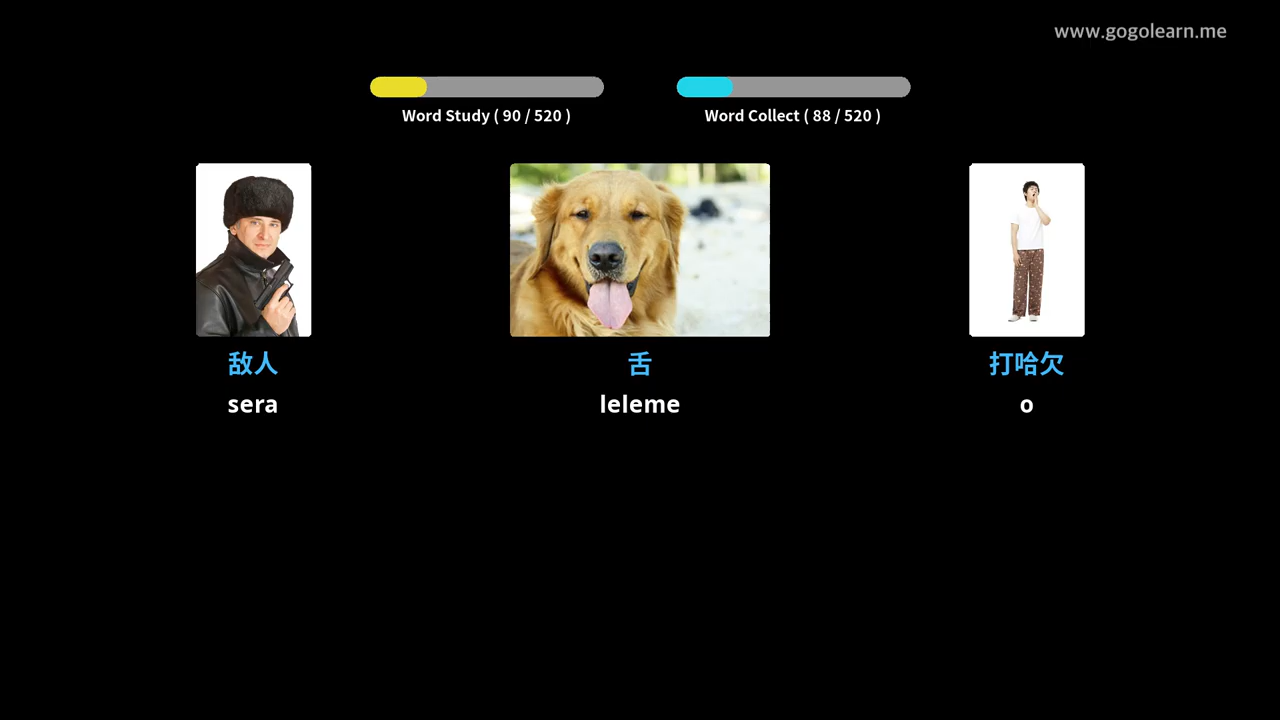 www.gogolearn.me
Word Study ( 90 / 520 )
Word Collect ( 88 / 520 )
敌人
舌
打哈欠
sera
leleme
o